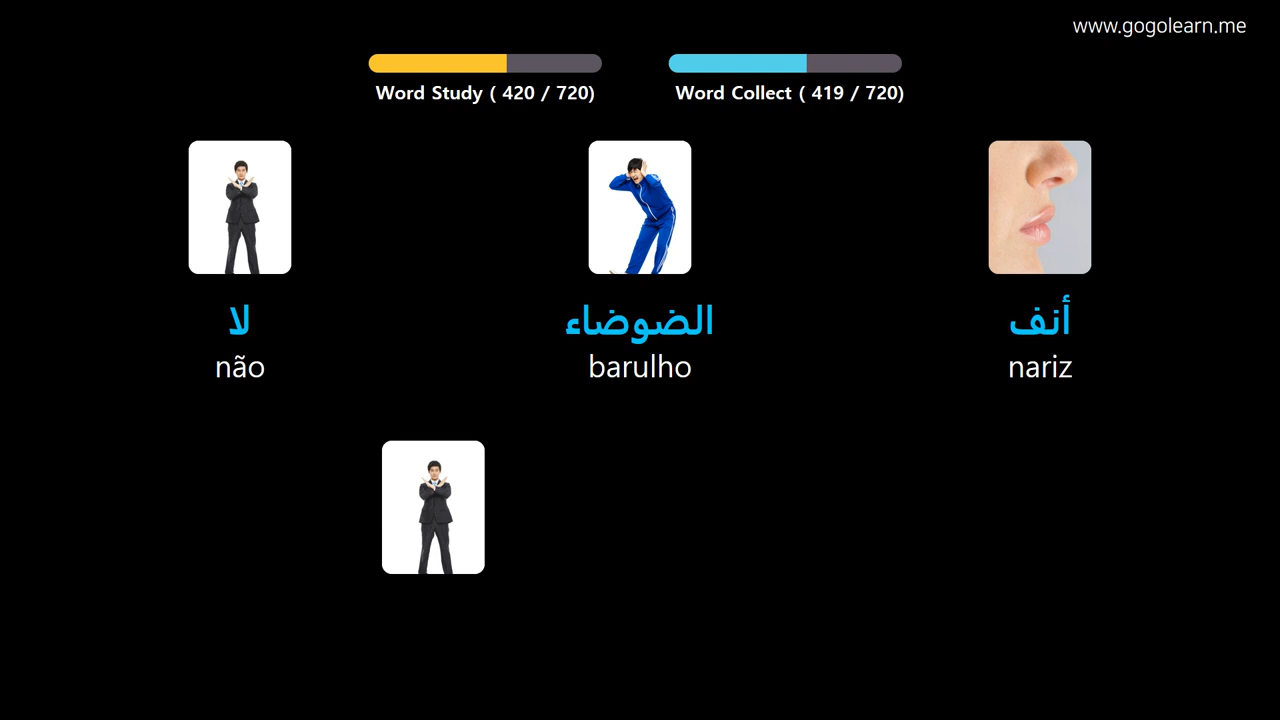 www.gogolearn.me
Word Study ( 420 / 720)
Word Collect ( 419 / 720)
لا
não
الضوضاء
barulho
أنف
nariz